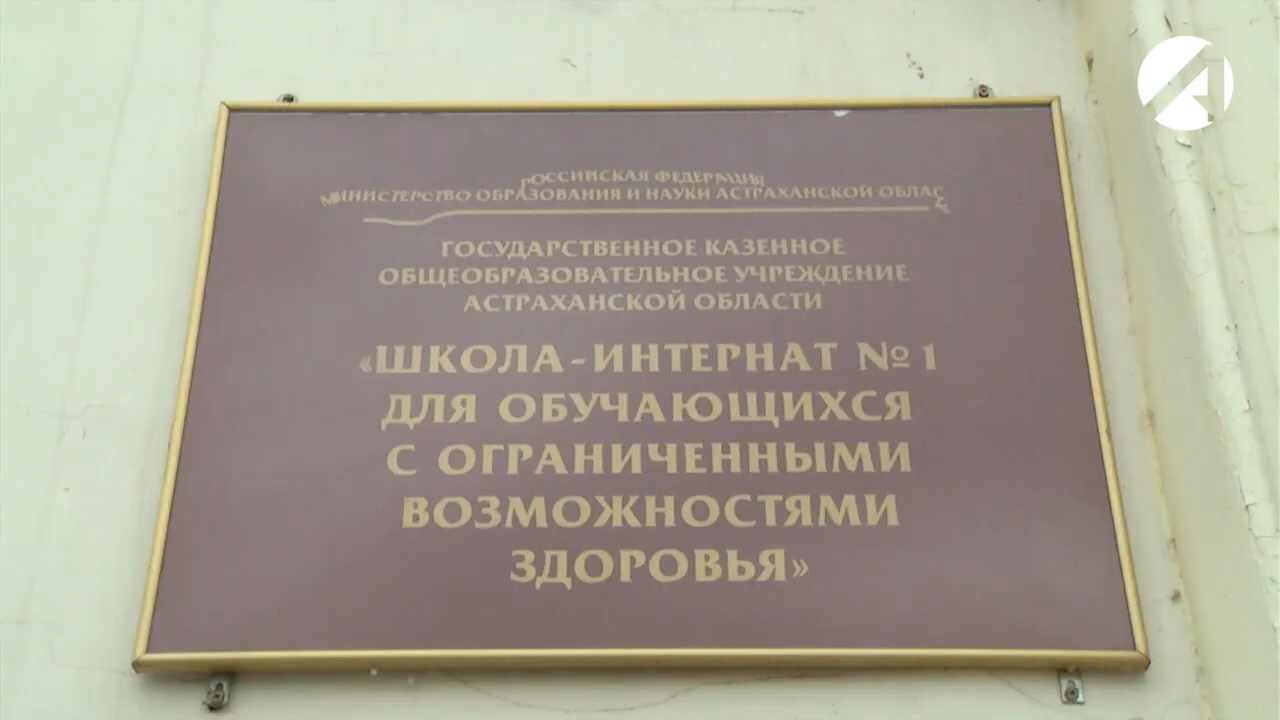 РОССИЙСКАЯ ФЕДЕРАЦИЯ
МИНИСТЕРСТВО ОБРАЗОВАНИЯ И НАУКИ АСТРАХАНСКОЙ
ГОСУДАРСТВЕННОЕ КАЗЕННОЕ
ОБЩЕОБРАЗОВАТЕЛЬНОЕ УЧРЕЖДЕНИЕ
АСТРАХАНСКОЙ ОБЛАСТИ
«ШКОЛА-ИНТЕРНАТ №1
ДЛЯ ОБУЧАЮЩИХСЯ
С ОГРАНИЧЕННЫМИ
ВОЗМОЖНОСТЯМИ
ЗДОРОВЬЯ»